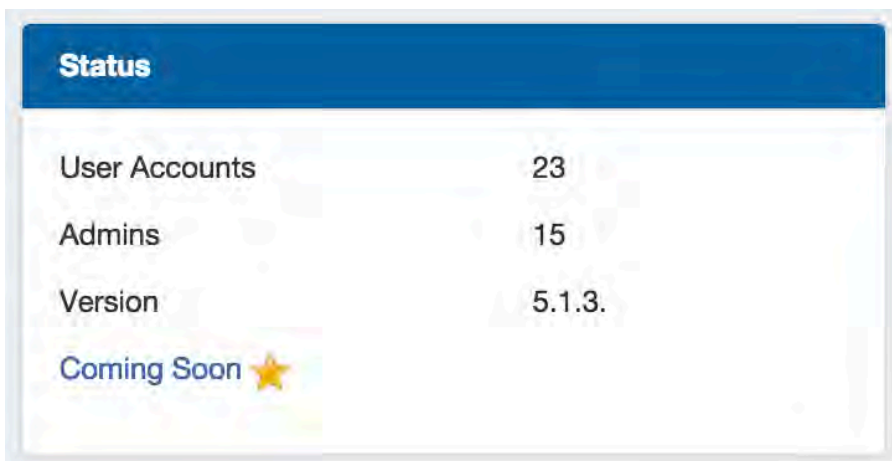 Status
User Accounts 23
Admins 15
Version 5.1.3.
Coming Soon